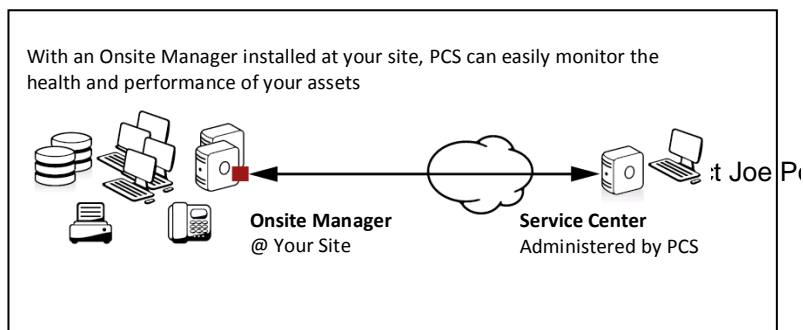 With an Onsite Manager installed at your site, PCS can easily monitor the
health and performance of your assets
Joe
Onsite Manager
@ Your Site
Service Center
Administered by PCS